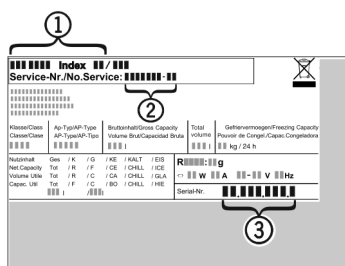 1
Index /
Service-Nr./No.Service: -
2
Klasse/Class Ap-Typ/AP-Type Bruttoinhalt/Gross Capacity Total Gefriervermoegen/Freezing Capacity
Classe/Clase AP-Type/AP-Tipo Volume Brut/Capacidad Bruta volume Pouvoir de Congel./Capac.Congeladora
l l kg / 24 h
Nutzinhalt Ges / K / G / KE / KALT / EIS
Net.Capacity Tot / R / F / CE / CHILL / ICE
Volume Utile Tot / R / C / CA / CHILL / GLA
Capac. Util Tot / F / C / BO / CHILL / HIE
l / l
R : g
W A - V Hz
Serial-Nr. . . .
3